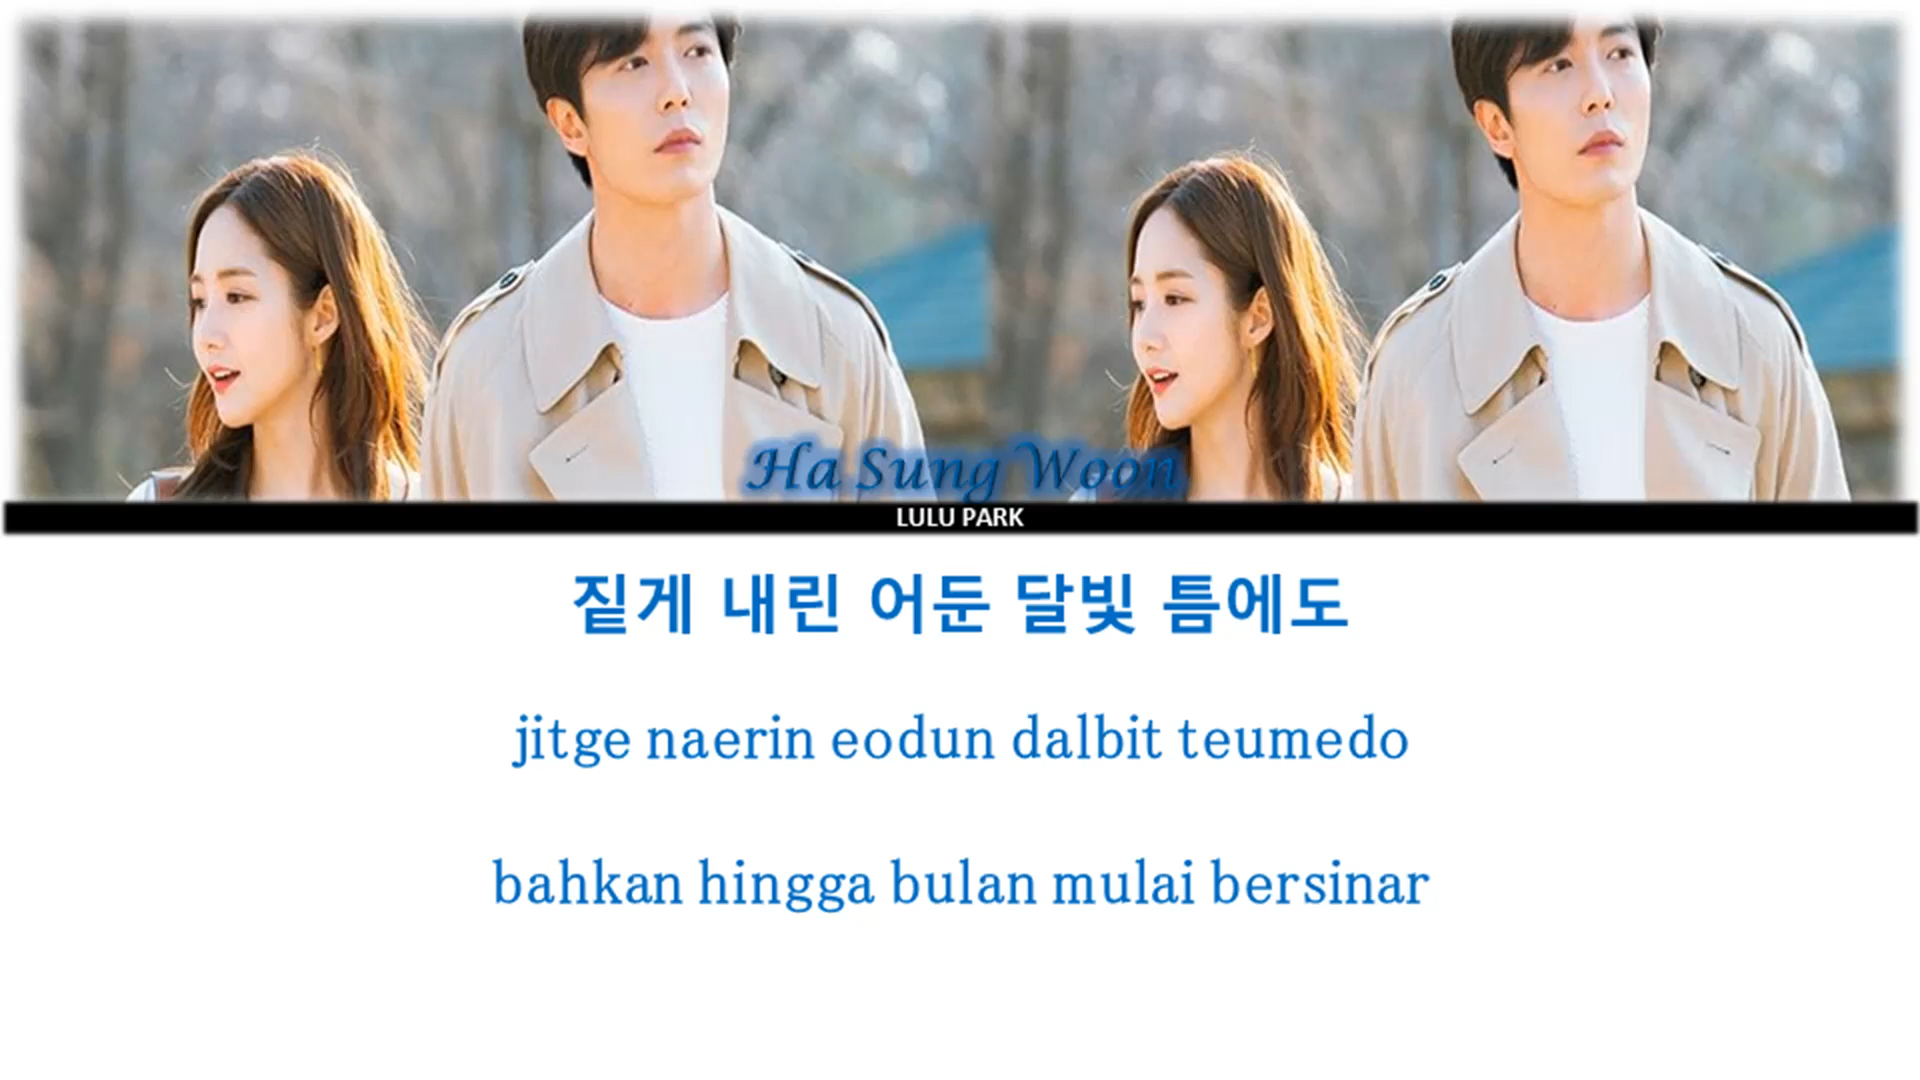 Ha Sung Woon
LULU PARK
짙게 내린 어둔 달빛 틈에도
jitge naerin eodun dalbit teumedo
bahkan hingga bulan mulai bersinar